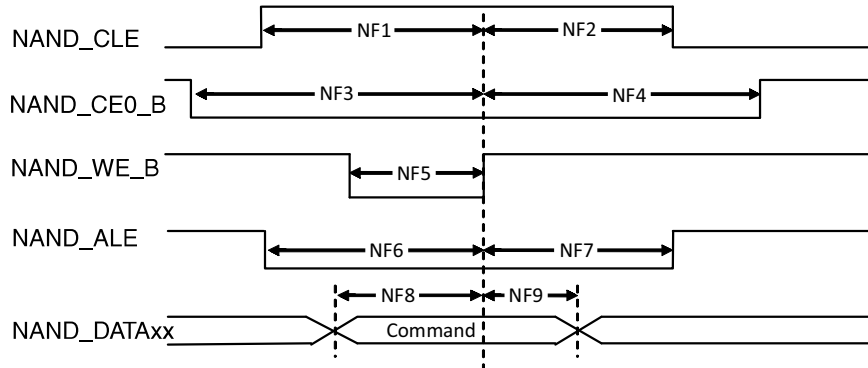 NAND_CLE NF1 NF2
NAND_CE0_B NF3 NF4
NAND_WE_B NF5
NAND_ALE NF6 NF7
NF8 NF9
NAND_DATAxx Command